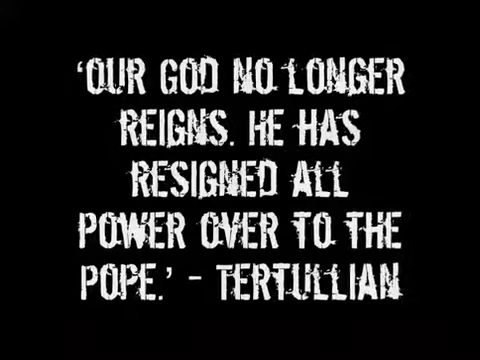 ‘OUR GOD NO LONGER
REIGNS. HE HAS
RESIGNED ALL
POWER OVER TO THE
POPE.’ - TERTULLIAN